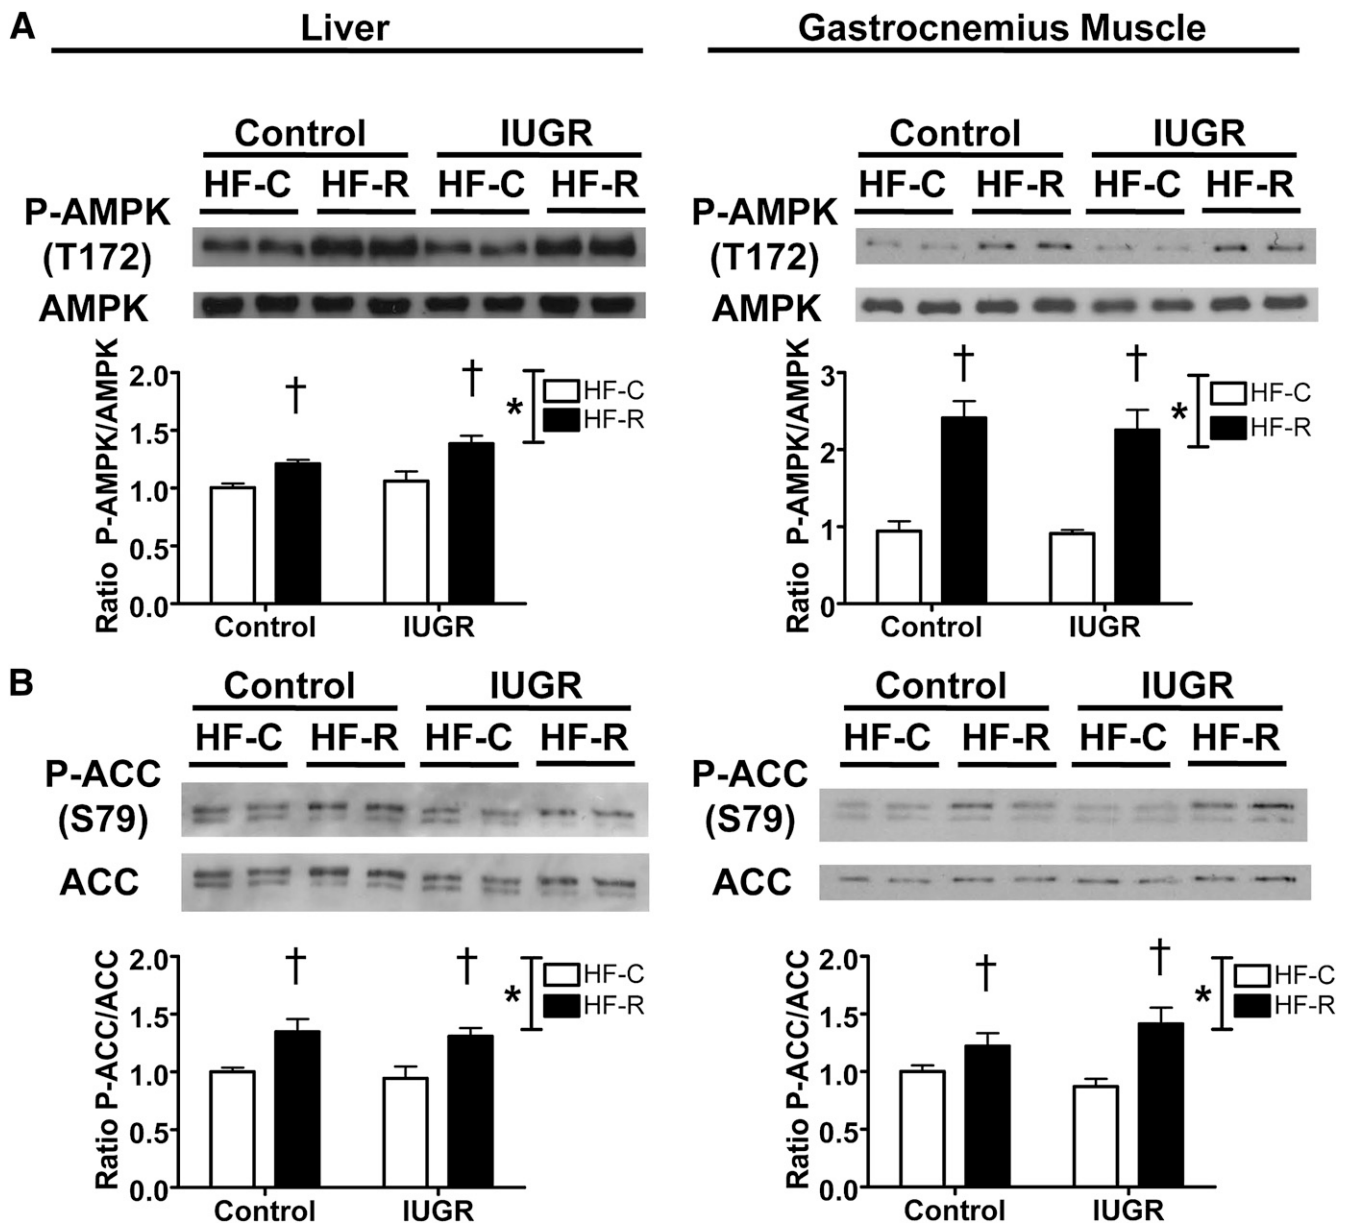 A
Liver
Gastrocnemius Muscle
Control IUGR
HF-C HF-R HF-C HF-R
P-AMPK
(T172)
AMPK
Ratio P-AMPK/AMPK
2.0
1.5
1.0
0.5
0.0
† †
*
HF-C
HF-R
Control IUGR
Control IUGR
HF-C HF-R HF-C HF-R
P-AMPK
(T172)
AMPK
Ratio P-AMPK/AMPK
3
2
1
0
† †
*
HF-C
HF-R
Control IUGR
B
Control IUGR
HF-C HF-R HF-C HF-R
P-ACC
(S79)
ACC
Ratio P-ACC/ACC
2.0
1.5
1.0
0.5
0.0
† †
*
HF-C
HF-R
Control IUGR
Control IUGR
HF-C HF-R HF-C HF-R
P-ACC
(S79)
ACC
Ratio P-ACC/ACC
2.0
1.5
1.0
0.5
0.0
† †
*
HF-C
HF-R
Control IUGR